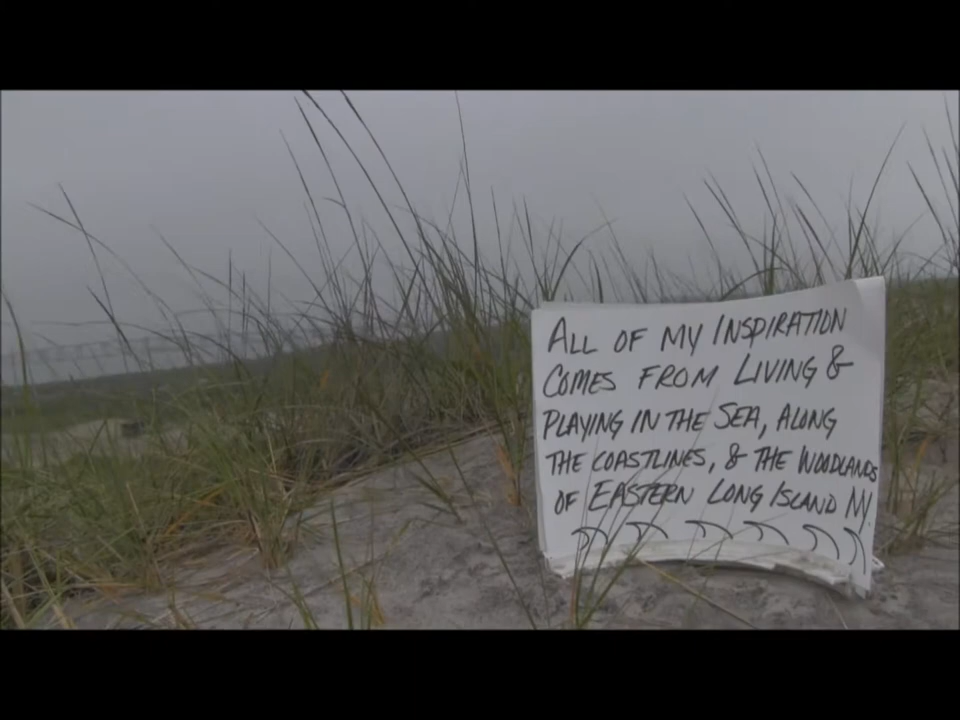 ALL OF MY INSPIRATION
COMES FROM LIVING &
PLAYING IN THE SEA, ALONG
THE COASTLINES, & THE WOODLANDS
OF EASTERN LONG ISLAND NY.